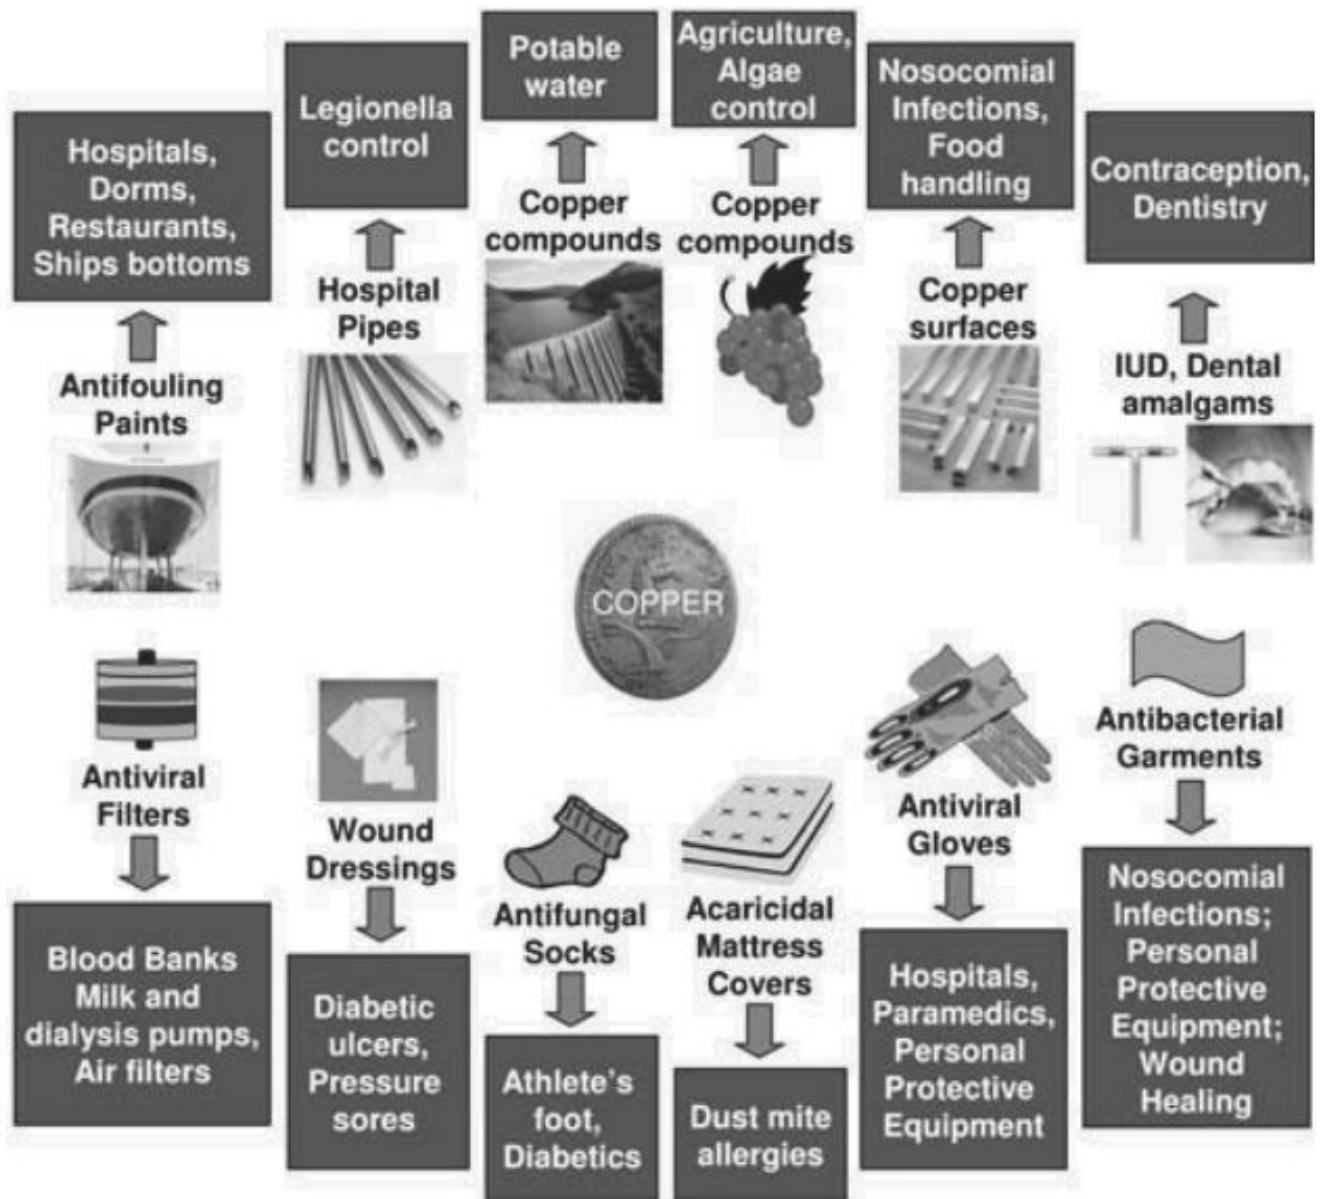 Hospitals,
Dorms,
Restaurants,
Ships bottoms
Antifouling
Paints
Legionella
control
Hospital
Pipes
Potable
water
Copper
compounds
Agriculture,
Algae
control
Copper
compounds
Nosocomial
Infections,
Food
handling
Copper
surfaces
Contraception,
Dentistry
IUD, Dental
amalgams
COPPER
Antiviral
Filters
Blood Banks
Milk and
dialysis pumps,
Air filters
Wound
Dressings
Diabetic
ulcers,
Pressure
sores
Antifungal
Socks
Athlete's
foot,
Diabetics
Acaricidal
Mattress
Covers
Dust mite
allergies
Antiviral
Gloves
Hospitals,
Paramedics,
Personal
Protective
Equipment
Antibacterial
Garments
Nosocomial
Infections;
Personal
Protective
Equipment;
Wound
Healing